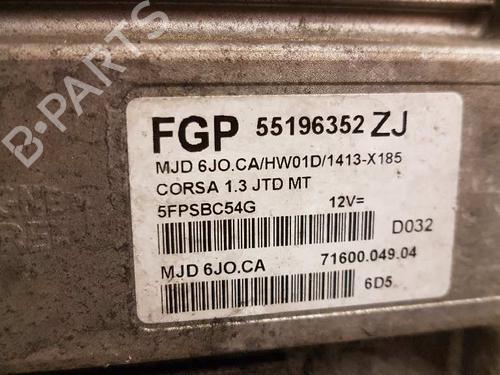 B-PARTS
FGP 55196352 ZJ
MJD 6JO.CA/HW01D/1413-X185
CORSA 1.3 JTD MT
5FPSBC54G 12V=
D032
MJD 6JO.CA 71600.049.04
6D5